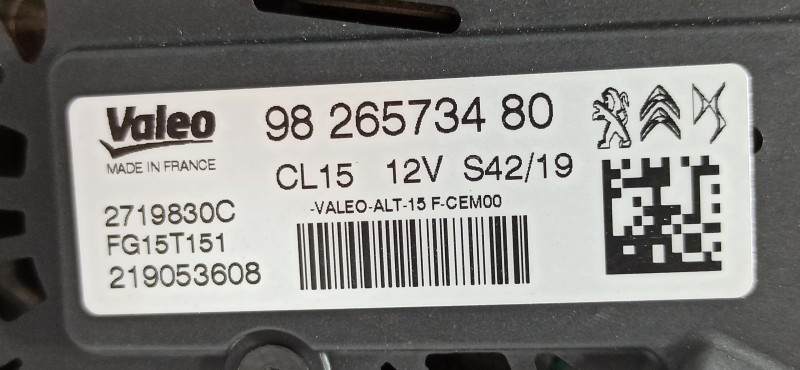 Valeo
MADE IN FRANCE
98 265734 80
CL15 12V S42/19
2719830C
FG15T151
219053608
-VALEO-ALT-15 F-CEM00